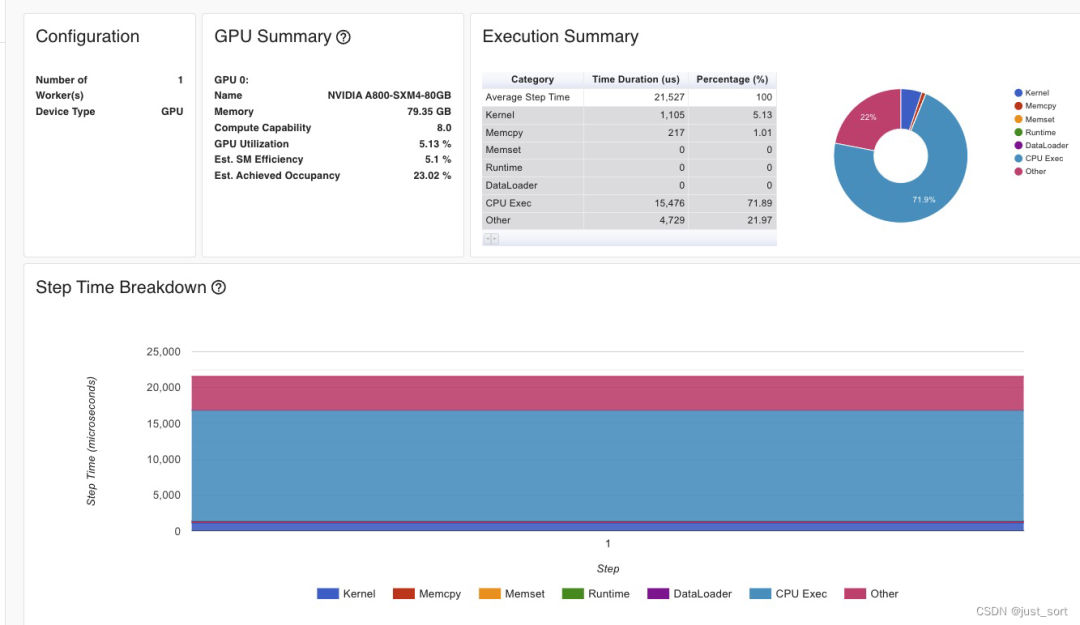 Configuration
Number of Worker(s) 1
Device Type GPU
GPU Summary
GPU 0:
Name NVIDIA A800-SXM4-80GB
Memory 79.35 GB
Compute Capability 8.0
GPU Utilization 5.13 %
Est. SM Efficiency 5.1 %
Est. Achieved Occupancy 23.02 %
Execution Summary
Category Time Duration (us) Percentage (%)
Average Step Time 21,527 100
Kernel 1,105 5.13
Memcpy 217 1.01
Memset 0 0
Runtime 0 0
DataLoader 0 0
CPU Exec 15,476 71.89
Other 4,729 21.97
22%
71.9%
Kernel
Memcpy
Memset
Runtime
DataLoader
CPU Exec
Other
Step Time Breakdown
Step Time (microseconds)
25,000
20,000
15,000
10,000
5,000
0
1
Step
Kernel Memcpy Memset Runtime DataLoader CPU Exec Other
CSDN @just_sort